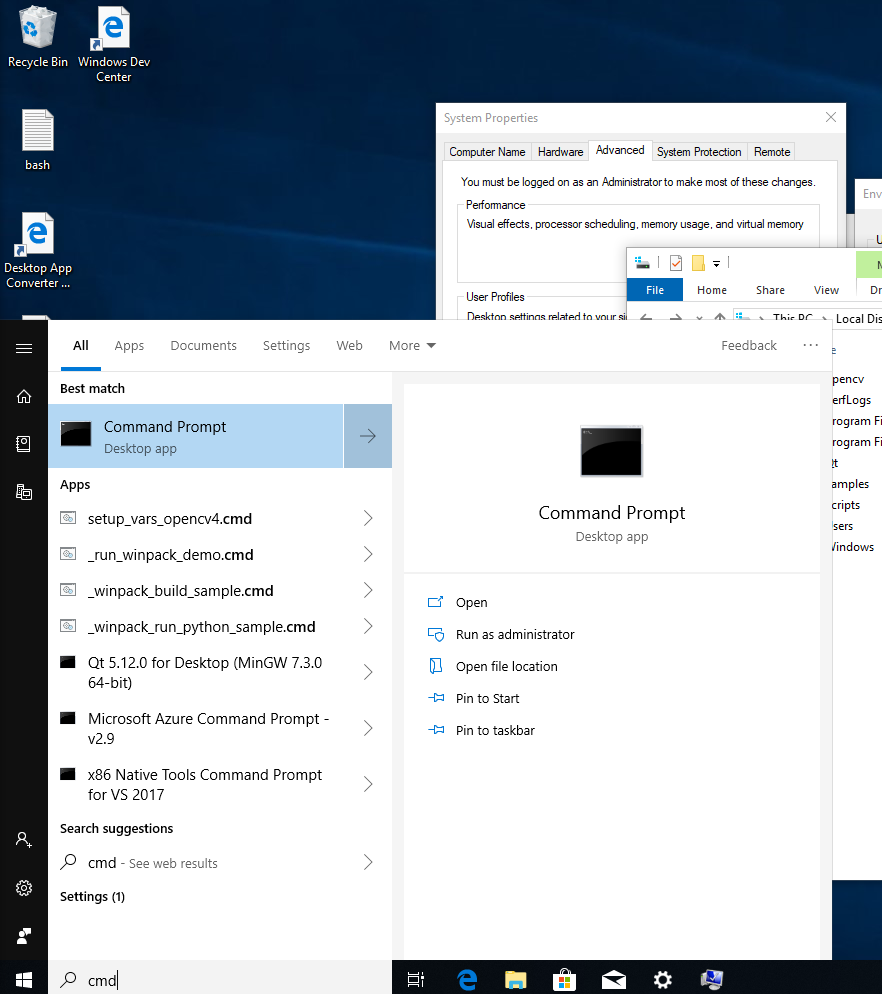 Recycle Bin
Windows Dev
Center
bash
Desktop App
Converter ...
System Properties
Computer Name
Hardware
Advanced
System Protection
Remote
You must be logged on as an Administrator to make most of these changes.
Performance
Visual effects, processor scheduling, memory usage, and virtual memory
User Profiles
Desktop settings related to your si
Env
File
Home
Share
View
This PC
Local Dis
pencv
erfLogs
rogram Fi
rogram Fi
t
amples
cripts
sers
Windows
All
Apps
Documents
Settings
Web
More
Feedback
...
Best match
Command Prompt
Desktop app
Apps
setup_vars_opencv4.cmd
_run_winpack_demo.cmd
_winpack_build_sample.cmd
_winpack_run_python_sample.cmd
Qt 5.12.0 for Desktop (MinGW 7.3.0
64-bit)
Microsoft Azure Command Prompt -
v2.9
x86 Native Tools Command Prompt
for VS 2017
Search suggestions
cmd - See web results
Settings (1)
Command Prompt
Desktop app
Open
Run as administrator
Open file location
Pin to Start
Pin to taskbar
cmd